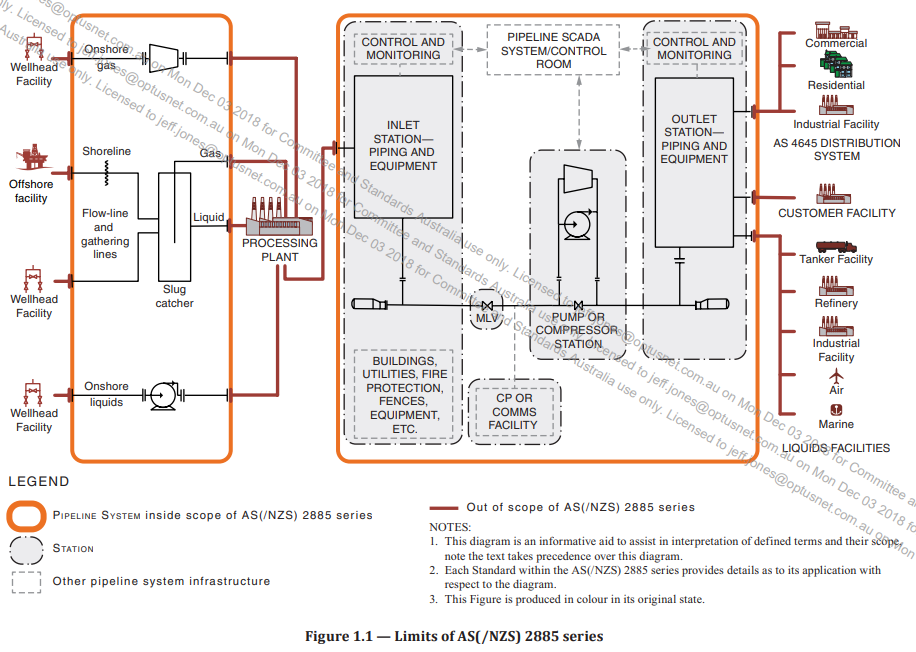 Onshore
gas
Wellhead
Facility
Shoreline
Gas
Offshore
facility
Flow-line
and
gathering
lines
Liquid
PROCESSING
PLANT
Slug
catcher
Wellhead
Facility
Onshore
liquids
Wellhead
Facility
CONTROL AND
MONITORING
PIPELINE SCADA
SYSTEM/CONTROL
ROOM
CONTROL AND
MONITORING
INLET
STATION—
PIPING AND
EQUIPMENT
OUTLET
STATION—
PIPING AND
EQUIPMENT
MLV
PUMP OR
COMPRESSOR
STATION
BUILDINGS,
UTILITIES, FIRE
PROTECTION,
FENCES,
EQUIPMENT,
ETC.
CP OR
COMMS
FACILITY
Commercial
Residential
Industrial Facility
AS 4645 DISTRIBUTION
SYSTEM
CUSTOMER FACILITY
Tanker Facility
Refinery
Industrial
Facility
Air
Marine
LIQUIDS FACILITIES
LEGEND
PIPELINE SYSTEM inside scope of AS(/NZS) 2885 series
STATION
Other pipeline system infrastructure
Out of scope of AS(/NZS) 2885 series
NOTES:
1. This diagram is an informative aid to assist in interpretation of defined terms and their scope,
note the text takes precedence over this diagram.
2. Each Standard within the AS(/NZS) 2885 series provides details as to its application with
respect to the diagram.
3. This Figure is produced in colour in its original state.
Figure 1.1 — Limits of AS(/NZS) 2885 series